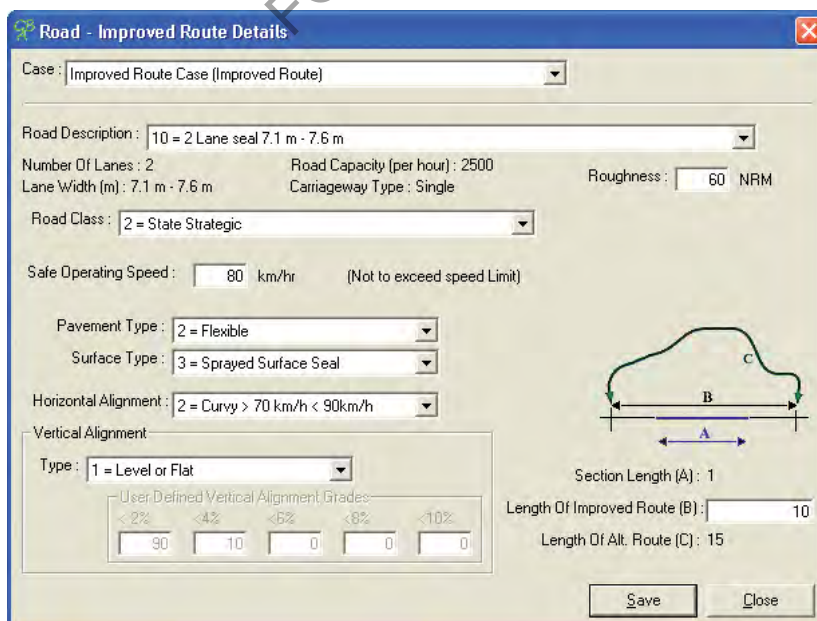 Road - Improved Route Details
Case : Improved Route Case (Improved Route)
Road Description : 10 = 2 Lane seal 7.1 m - 7.6 m
Number Of Lanes : 2 Road Capacity (per hour) : 2500
Lane Width (m) : 7.1 m - 7.6 m Carriageway Type : Single
Roughness : 60 NRM
Road Class : 2 = State Strategic
Safe Operating Speed : 80 km/hr (Not to exceed speed Limit)
Pavement Type : 2 = Flexible
Surface Type : 3 = Sprayed Surface Seal
Horizontal Alignment : 2 = Curvy > 70 km/h < 90km/h
Vertical Alignment
Type : 1 = Level or Flat
User Defined Vertical Alignment Grades
< 2% <4% <6% <8% <10%
90 10 0 0 0
C
B
A
Section Length (A) : 1
Length Of Improved Route (B) : 10
Length Of Alt. Route (C) : 15
Save Close